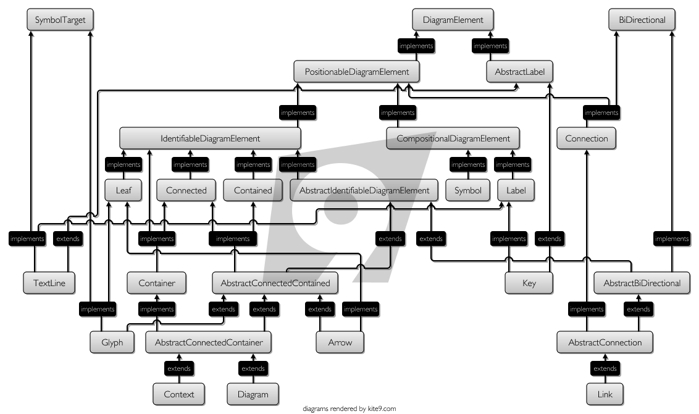 SymbolTarget DiagramElement BiDirectional
implements implements
PositionableDiagramElement AbstractLabel
implements implements implements implements
IdentifiableDiagramElement CompositionalDiagramElement Connection
implements implements implements implements implements implements
Leaf Connected Contained AbstractIdentifiableDiagramElement Symbol Label
implements extends implements implements extends extends implements extends implements
TextLine Container AbstractConnectedContained Key AbstractBiDirectional
implements implements extends extends extends implements implements extends
Glyph AbstractConnectedContainer Arrow AbstractConnection
extends extends extends
Context Diagram Link
diagrams rendered by kite9.com